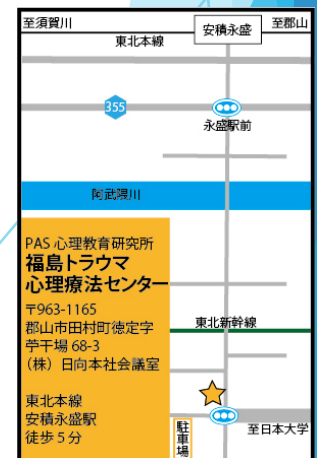 至須賀川
安積永盛
至郡山
東北本線
355
永盛駅前
阿武隈川
PAS 心理教育研究所
福島トラウマ
心理療法センター
〒963-1165
郡山市田村町徳定字
苧干場 68-3
(株)日向本社会議室
東北本線
安積永盛駅
徒歩5分
東北新幹線
至日本大学
駐車場